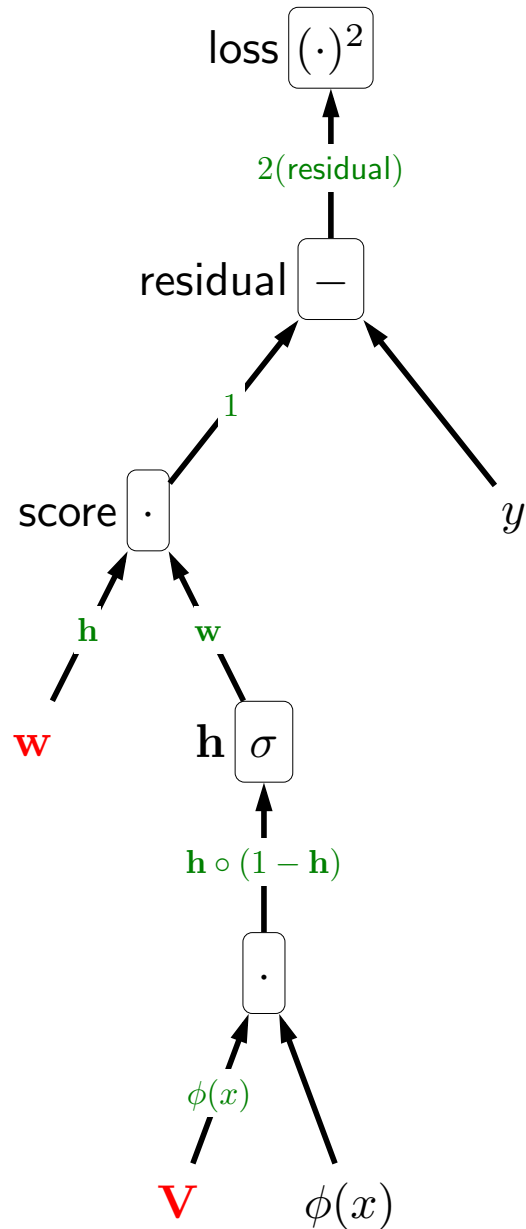 loss (·)²
2(residual)
residual −
1
score ·
y
h
w
w
h σ
h ∘ (1 − h)
·
ϕ(x)
V
ϕ(x)